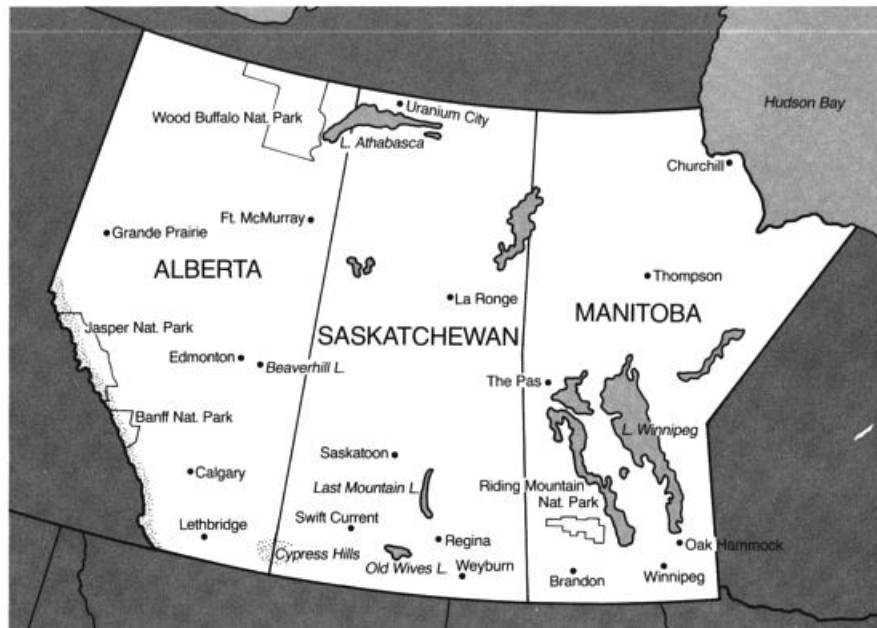 Hudson Bay
Uranium City
Wood Buffalo Nat. Park
L. Athabasca
Churchill
Ft. McMurray
Grande Prairie
ALBERTA
Thompson
La Ronge
MANITOBA
Jasper Nat. Park
SASKATCHEWAN
Edmonton
Beaverhill L.
The Pas
Banff Nat. Park
L. Winnipeg
Saskatoon
Calgary
Last Mountain L.
Riding Mountain
Nat. Park
Swift Current
Lethbridge
Regina
Oak Hammock
Cypress Hills
Old Wives L.
Weyburn
Brandon
Winnipeg